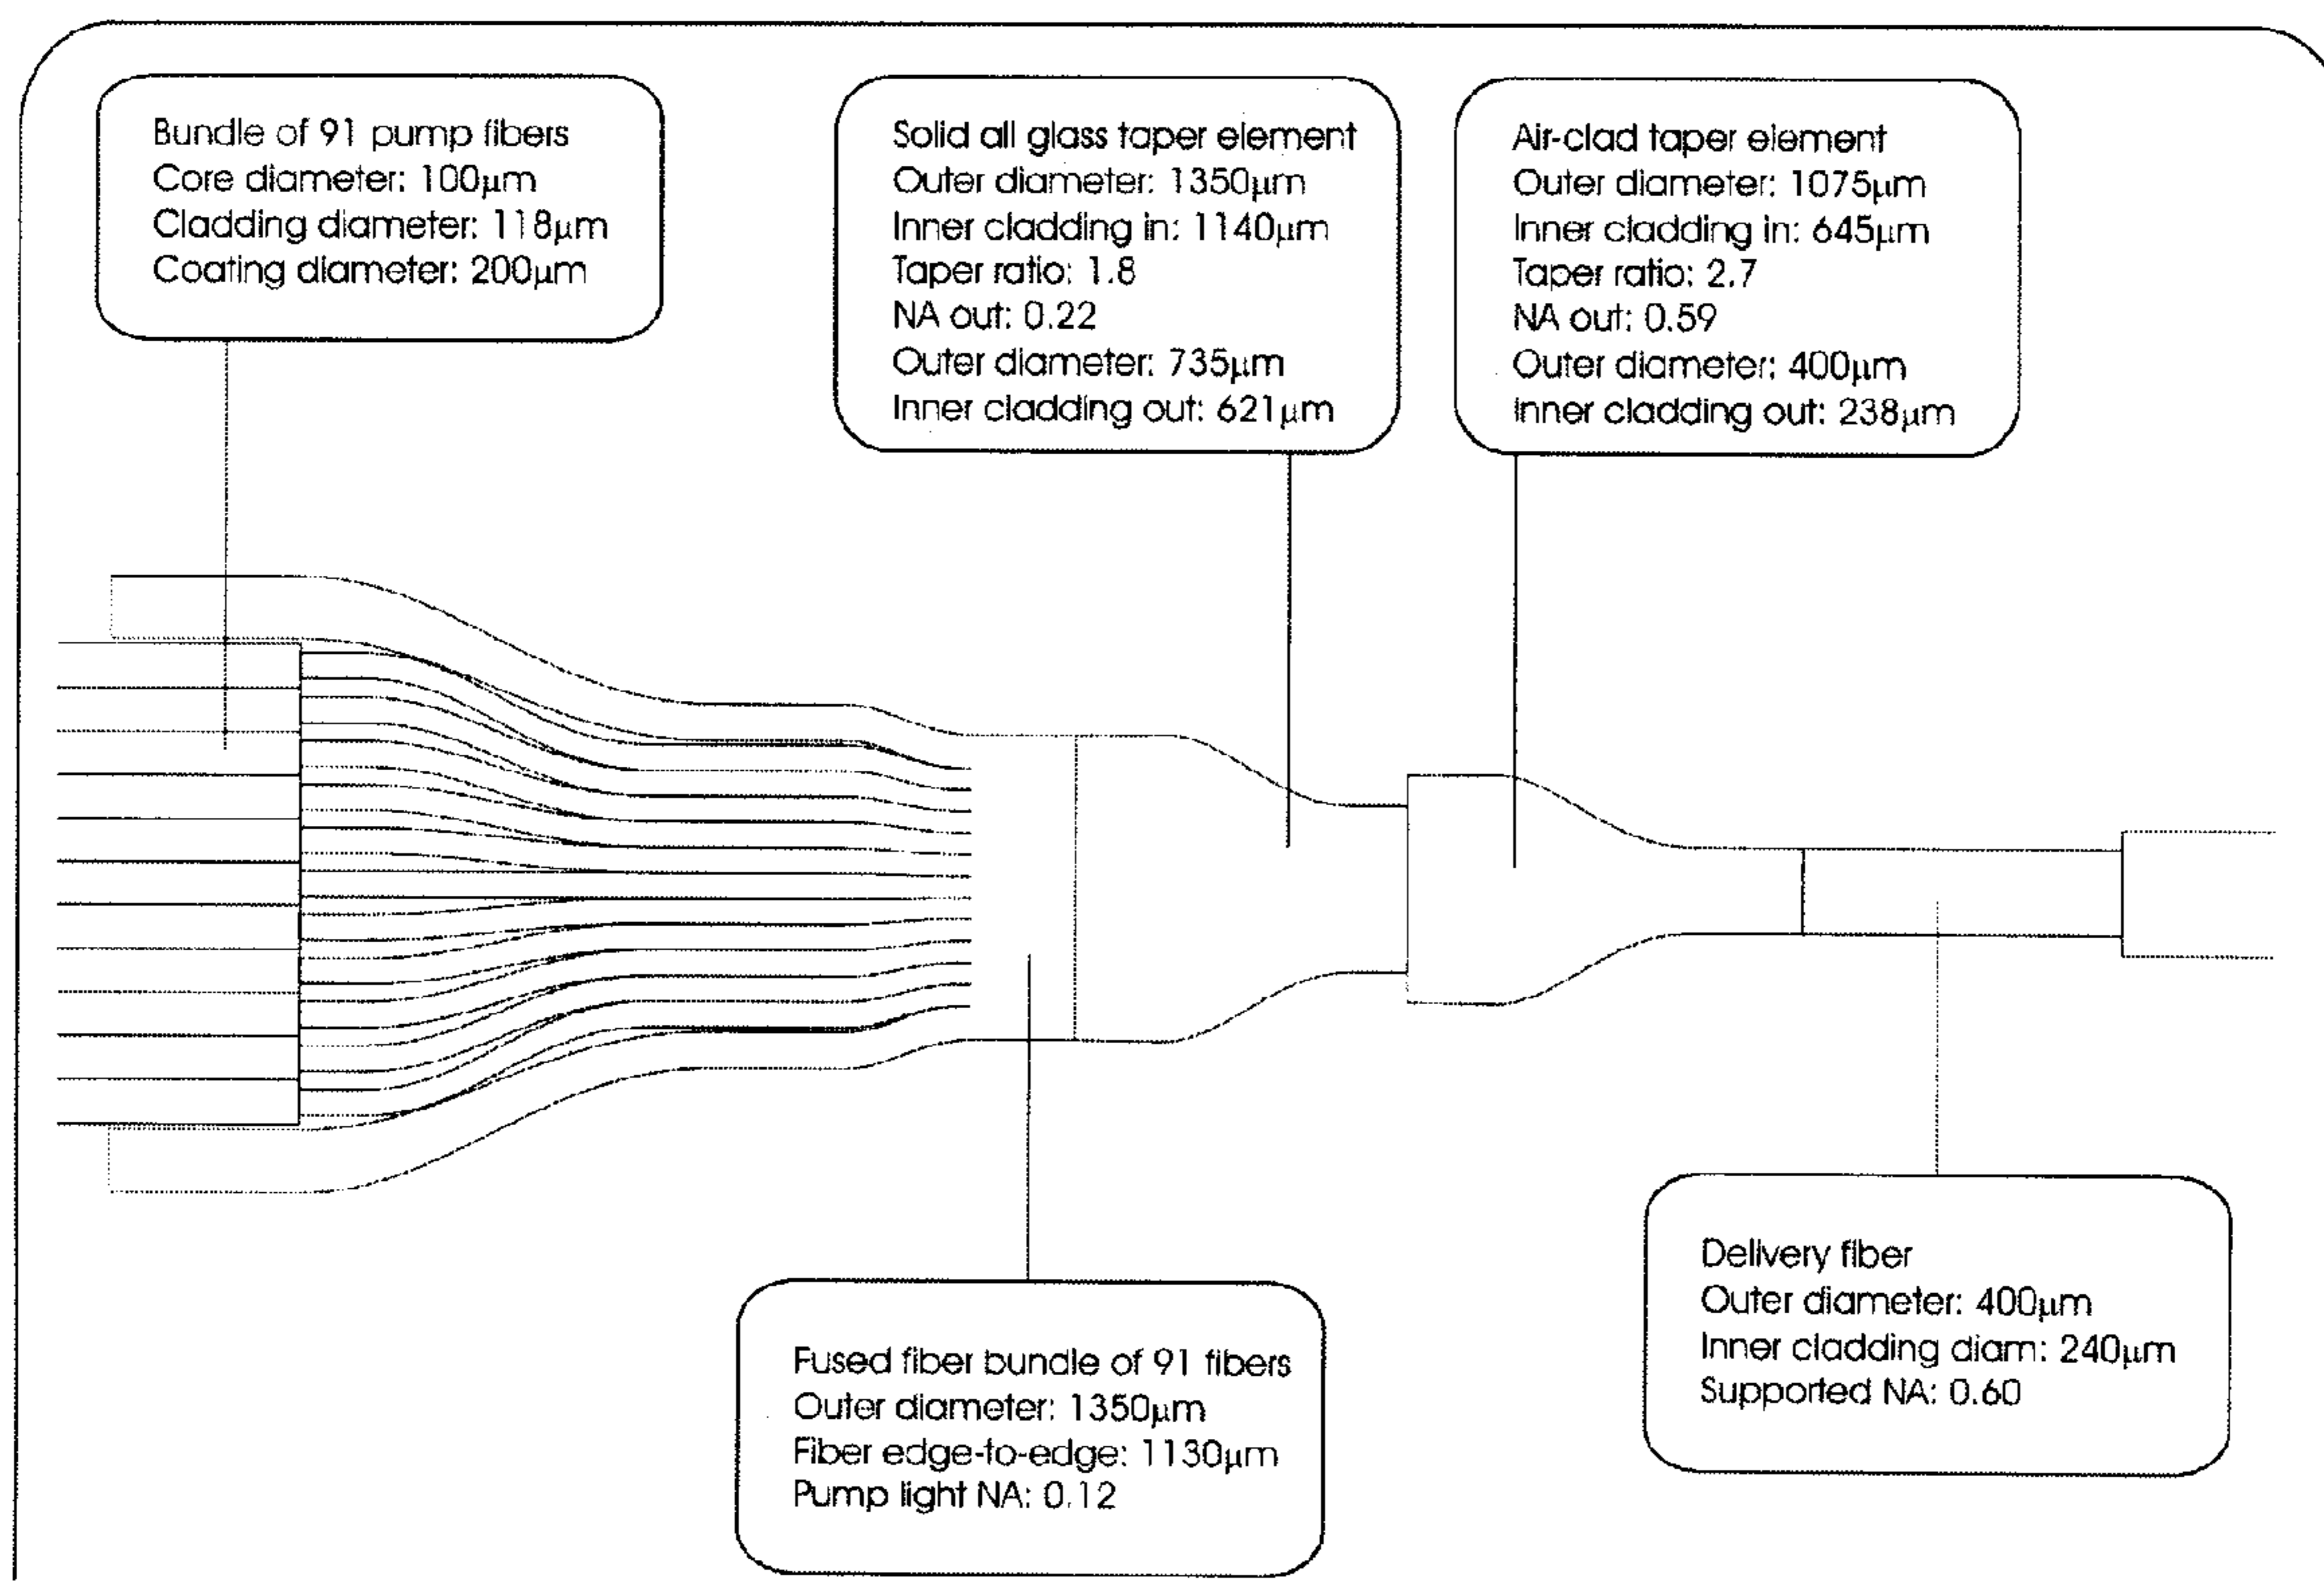 Bundle of 91 pump fibers
Core diameter: 100μm
Cladding diameter: 118μm
Coating diameter: 200μm
Solid all glass taper element
Outer diameter: 1350μm
Inner cladding in: 1140μm
Taper ratio: 1.8
NA out: 0.22
Outer diameter: 735μm
Inner cladding out: 621μm
Air-clad taper element
Outer diameter: 1075μm
Inner cladding in: 645μm
Taper ratio: 2.7
NA out: 0.59
Outer diameter: 400μm
Inner cladding out: 238μm
Fused fiber bundle of 91 fibers
Outer diameter: 1350μm
Fiber edge-to-edge: 1130μm
Pump light NA: 0.12
Delivery fiber
Outer diameter: 400μm
Inner cladding diam: 240μm
Supported NA: 0.60